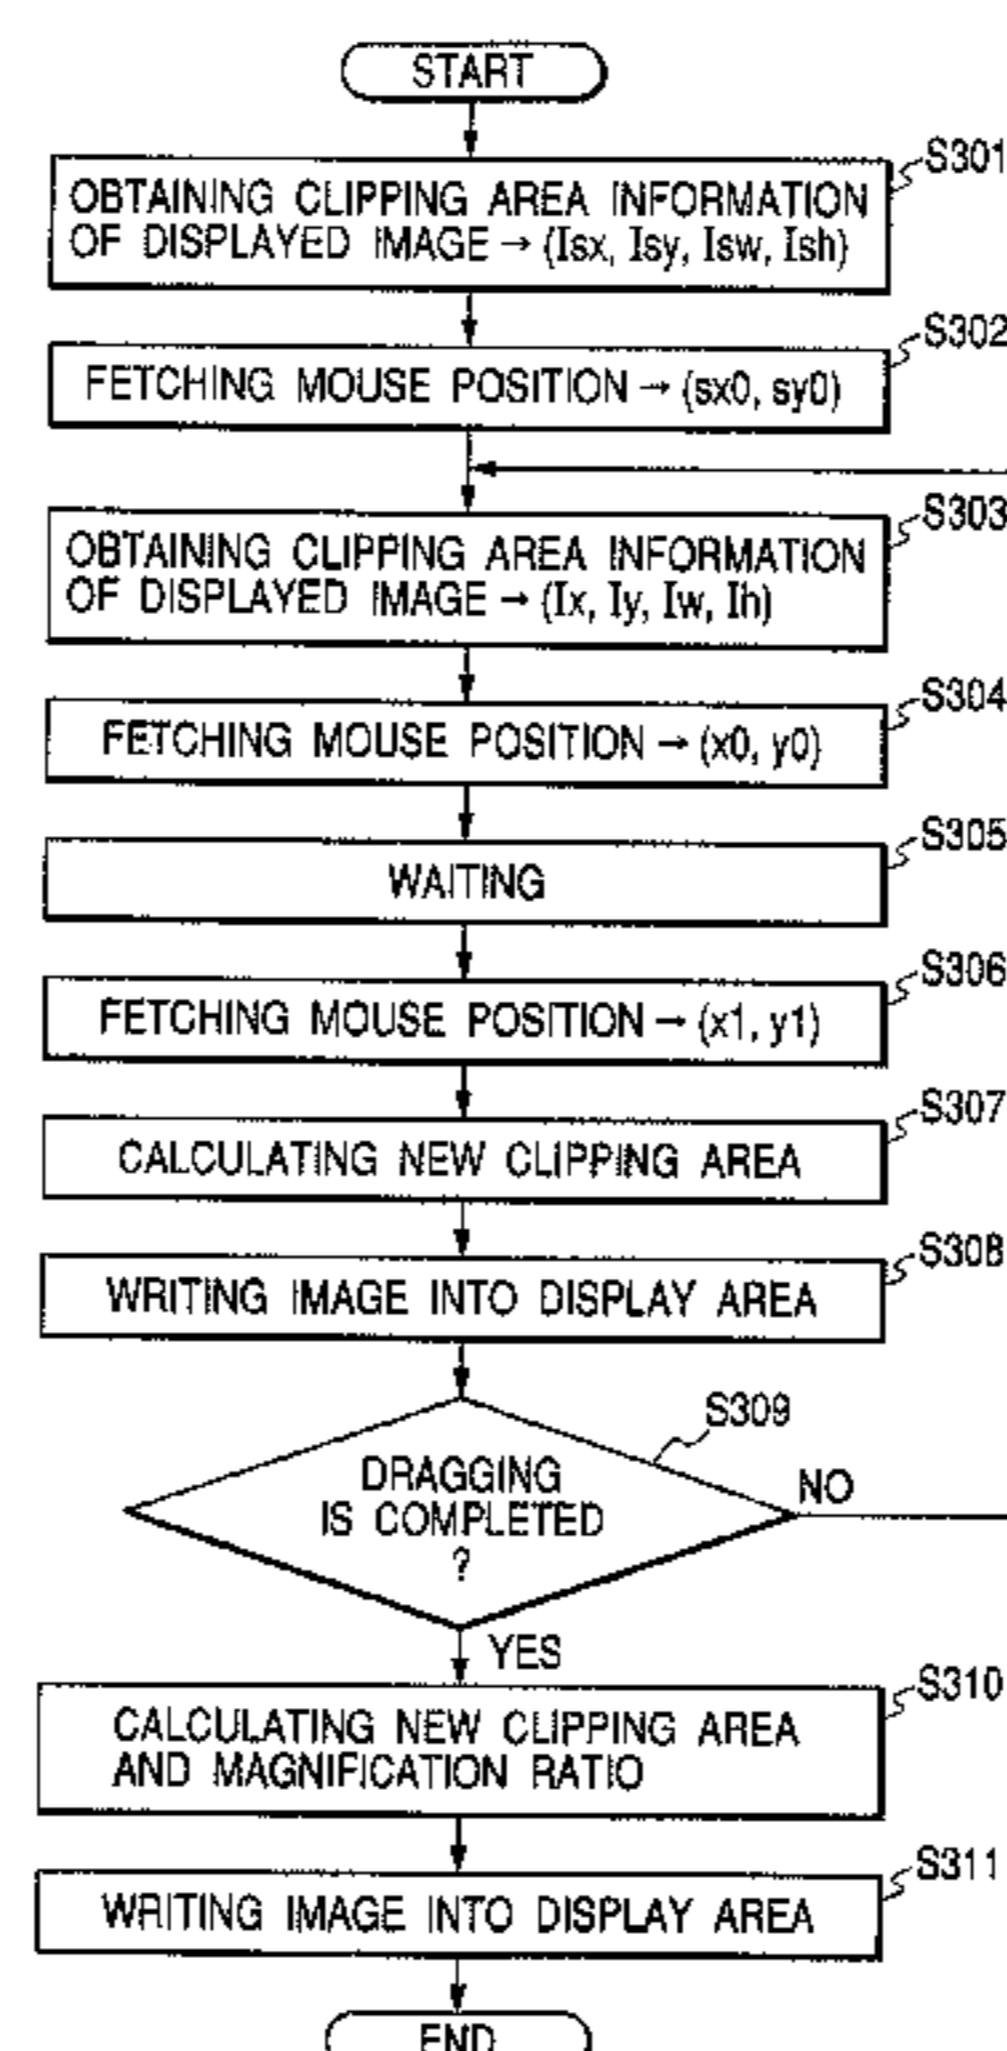 START
S301
OBTAINING CLIPPING AREA INFORMATION
OF DISPLAYED IMAGE → (Isx, Isy, Isw, Ish)
S302
FETCHING MOUSE POSITION → (sx0, sy0)
S303
OBTAINING CLIPPING AREA INFORMATION
OF DISPLAYED IMAGE → (Ix, Iy, Iw, Ih)
S304
FETCHING MOUSE POSITION → (x0, y0)
S305
WAITING
S306
FETCHING MOUSE POSITION → (x1, y1)
S307
CALCULATING NEW CLIPPING AREA
S308
WRITING IMAGE INTO DISPLAY AREA
S309
DRAGGING
IS COMPLETED
?
NO
YES
S310
CALCULATING NEW CLIPPING AREA
AND MAGNIFICATION RATIO
S311
WRITING IMAGE INTO DISPLAY AREA
END